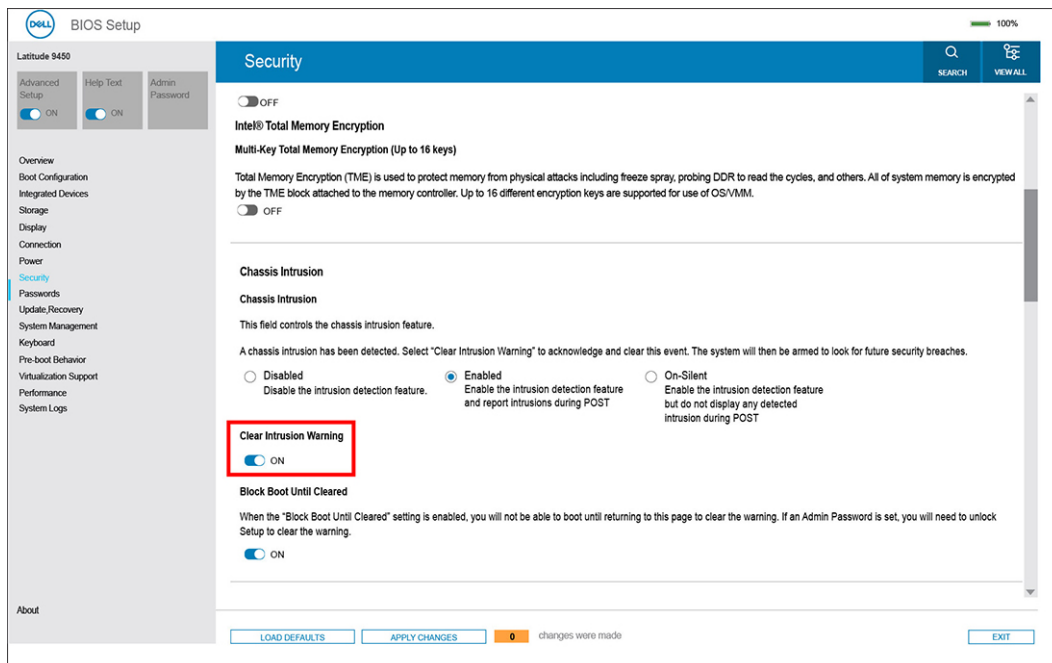 DELL
BIOS Setup
100%
Latitude 9450
Advanced Setup
ON
Help Text
ON
Admin Password
Overview
Boot Configuration
Integrated Devices
Storage
Display
Connection
Power
Security
Passwords
Update,Recovery
System Management
Keyboard
Pre-boot Behavior
Virtualization Support
Performance
System Logs
About
Security
SEARCH
VIEW ALL
OFF
Intel® Total Memory Encryption
Multi-Key Total Memory Encryption (Up to 16 keys)
Total Memory Encryption (TME) is used to protect memory from physical attacks including freeze spray, probing DDR to read the cycles, and others. All of system memory is encrypted
by the TME block attached to the memory controller. Up to 16 different encryption keys are supported for use of OS/VMM.
OFF
Chassis Intrusion
Chassis Intrusion
This field controls the chassis intrusion feature.
A chassis intrusion has been detected. Select "Clear Intrusion Warning" to acknowledge and clear this event. The system will then be armed to look for future security breaches.
Disabled
Disable the intrusion detection feature.
Enabled
Enable the intrusion detection feature
and report intrusions during POST
On-Silent
Enable the intrusion detection feature
but do not display any detected
intrusion during POST
Clear Intrusion Warning
ON
Block Boot Until Cleared
When the "Block Boot Until Cleared" setting is enabled, you will not be able to boot until returning to this page to clear the warning. If an Admin Password is set, you will need to unlock
Setup to clear the warning.
ON
LOAD DEFAULTS
APPLY CHANGES
0
changes were made
EXIT